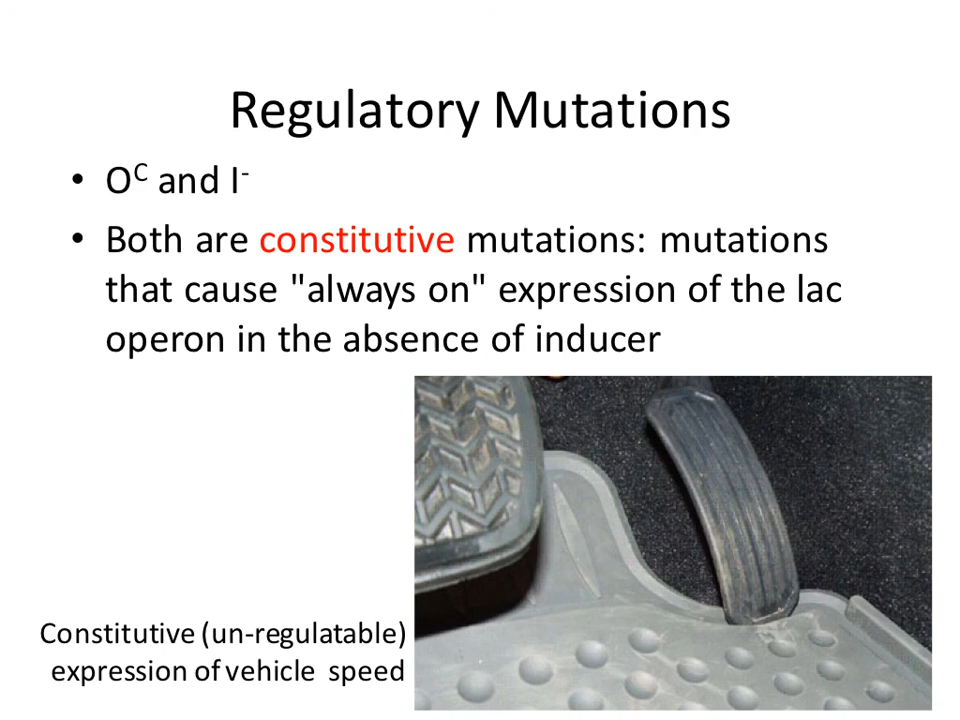 Regulatory Mutations
• Oᶜ and I⁻
• Both are constitutive mutations: mutations
that cause "always on" expression of the lac
operon in the absence of inducer
Constitutive (un-regulatable)
expression of vehicle speed